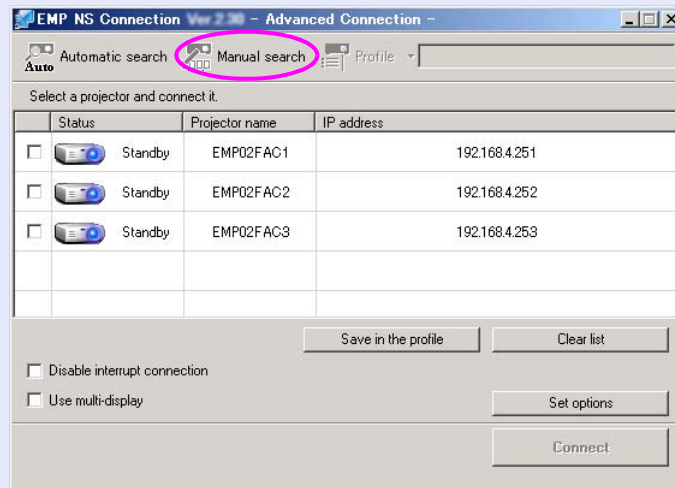 EMP NS Connection Ver.2.30 - Advanced Connection -
Auto Automatic search Manual search Profile
Select a projector and connect it.
Status Projector name IP address
Standby EMP02FAC1 192.168.4.251
Standby EMP02FAC2 192.168.4.252
Standby EMP02FAC3 192.168.4.253
Save in the profile Clear list
Disable interrupt connection
Use multi-display Set options
Connect